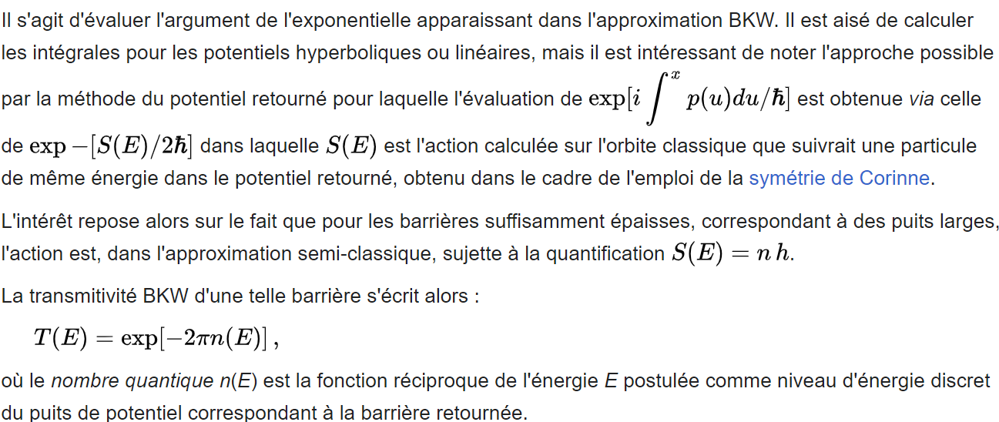 Il s'agit d'évaluer l'argument de l'exponentielle apparaissant dans l'approximation BKW. Il est aisé de calculer
les intégrales pour les potentiels hyperboliques ou linéaires, mais il est intéressant de noter l'approche possible
par la méthode du potentiel retourné pour laquelle l'évaluation de exp[i ∫^x p(u)du/ħ] est obtenue via celle
de exp −[S(E)/2ħ] dans laquelle S(E) est l'action calculée sur l'orbite classique que suivrait une particule
de même énergie dans le potentiel retourné, obtenu dans le cadre de l'emploi de la symétrie de Corinne.
L'intérêt repose alors sur le fait que pour les barrières suffisamment épaisses, correspondant à des puits larges,
l'action est, dans l'approximation semi-classique, sujette à la quantification S(E) = n h.
La transmitivité BKW d'une telle barrière s'écrit alors :
T(E) = exp[−2πn(E)] ,
où le nombre quantique n(E) est la fonction réciproque de l'énergie E postulée comme niveau d'énergie discret
du puits de potentiel correspondant à la barrière retournée.